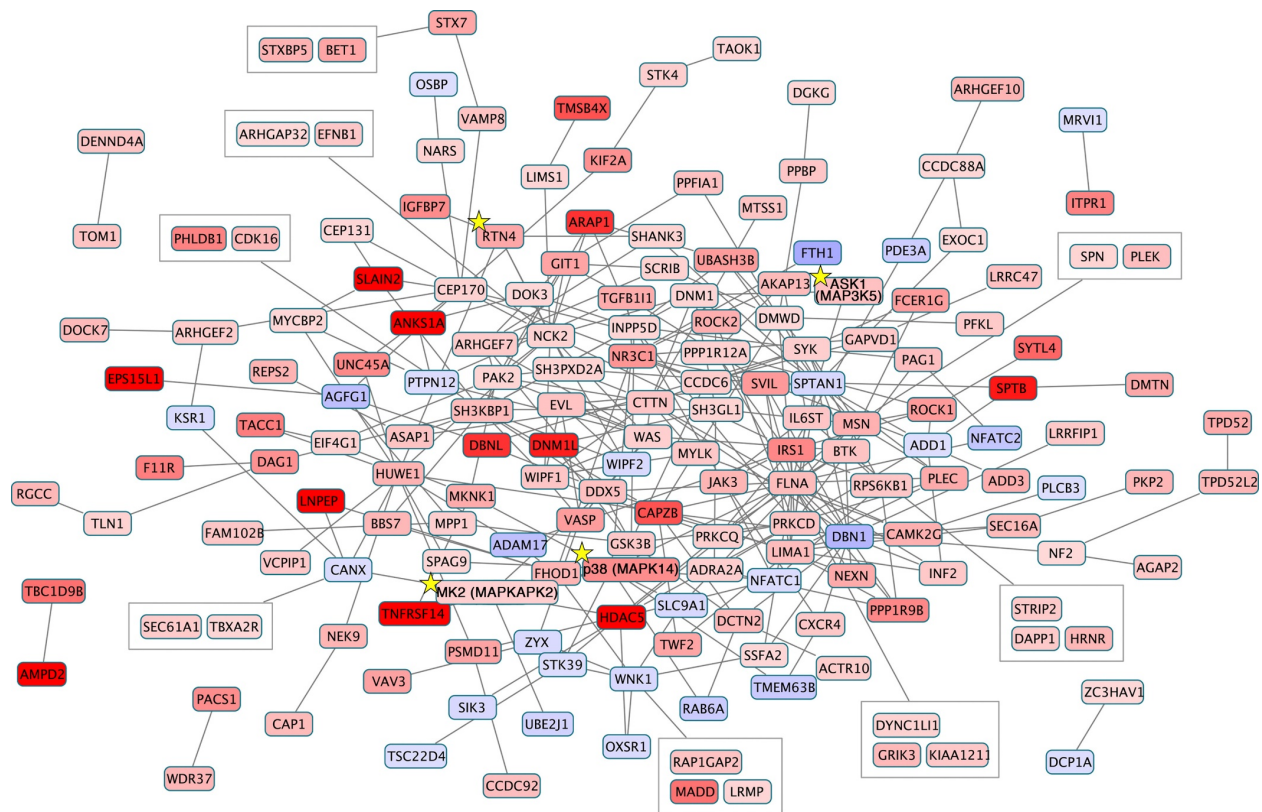 STX7
STXBP5 BET1
TAOK1
STK4
OSBP
DGKG
ARHGEF10
TMSB4X
VAMP8
MRVI1
ARHGAP32 EFNB1
DENND4A
NARS
KIF2A
CCDC88A
LIMS1
PPBP
PPFIA1
IGFBP7
MTSS1
ITPR1
ARAP1
CEP131
RTN4
SHANK3
PHLDB1 CDK16
TOM1
EXOC1
PDE3A
FTH1
SPN PLEK
GIT1
UBASH3B
SCRIB
SLAIN2
AKAP13
ASK1
(MAP3K5)
LRRC47
CEP170
DOK3
TGFB1I1
DNM1
FCER1G
MYCBP2
ANKS1A
DMWD
PFKL
DOCK7
ARHGEF2
NCK2
INPP5D
ROCK2
GAPVD1
ARHGEF7
NR3C1
PPP1R12A
SYK
SYTL4
PAG1
UNC45A
REPS2
SH3PXD2A
EPS15L1
PTPN12
PAK2
CCDC6
SVIL
SPTAN1
SPTB
DMTN
AGFG1
SH3KBP1
EVL
CTTN
SH3GL1
ROCK1
KSR1
IL6ST
MSN
TPD52
TACC1
EIF4G1
ASAP1
WAS
NFATC2
LRRFIP1
DBNL
DNM1L
ADD1
MYLK
IRS1
BTK
F11R
DAG1
HUWE1
WIPF2
WIPF1
JAK3
FLNA
PLEC
ADD3
PKP2
TPD52L2
RPS6KB1
PLCB3
RGCC
LNPEP
MKNK1
DDX5
TLN1
BBS7
MPP1
VASP
CAPZB
PRKCD
SEC16A
FAM102B
ADAM17
GSK3B
PRKCQ
DBN1
CAMK2G
VCPIP1
SPAG9
LIMA1
NF2
CANX
FHOD1
p38 (MAPK14)
ADRA2A
NFATC1
NEXN
INF2
AGAP2
TBC1D9B
MK2 (MAPKAPK2)
TNFRSF14
SLC9A1
PPP1R9B
STRIP2
HDAC5
SEC61A1 TBXA2R
NEK9
DCTN2
CXCR4
DAPP1 HRNR
ZYX
TWF2
PSMD11
SSFA2
AMPD2
STK39
ACTR10
VAV3
WNK1
TMEM63B
ZC3HAV1
PACS1
SIK3
RAB6A
CAP1
UBE2J1
DYNC1LI1
OXSR1
TSC22D4
GRIK3 KIAA1211
RAP1GAP2
DCP1A
WDR37
CCDC92
MADD LRMP